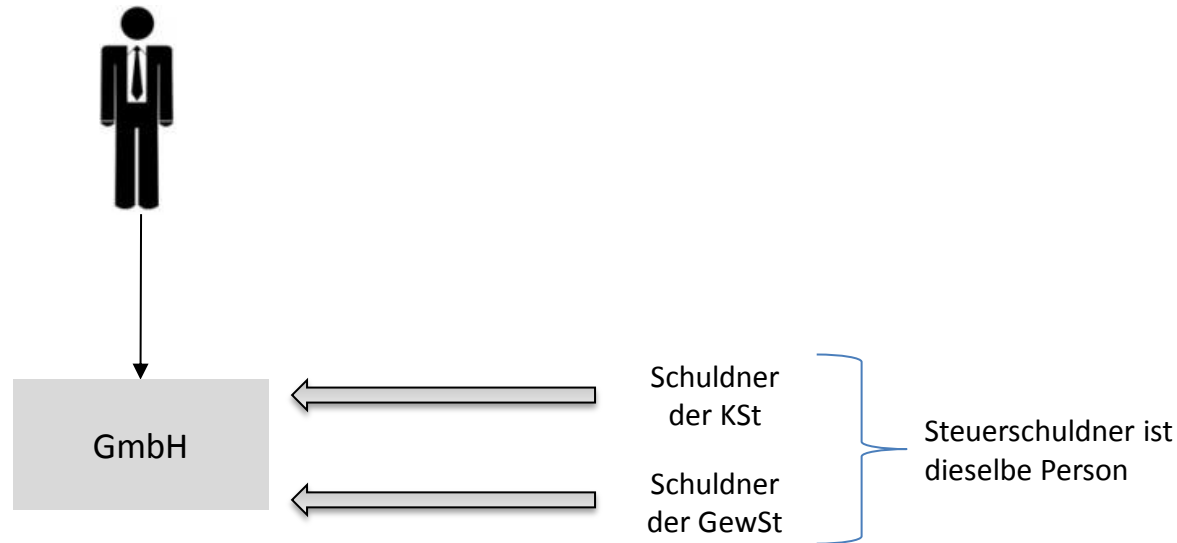 GmbH
Schuldner
der KSt
Schuldner
der GewSt
Steuerschuldner ist
dieselbe Person